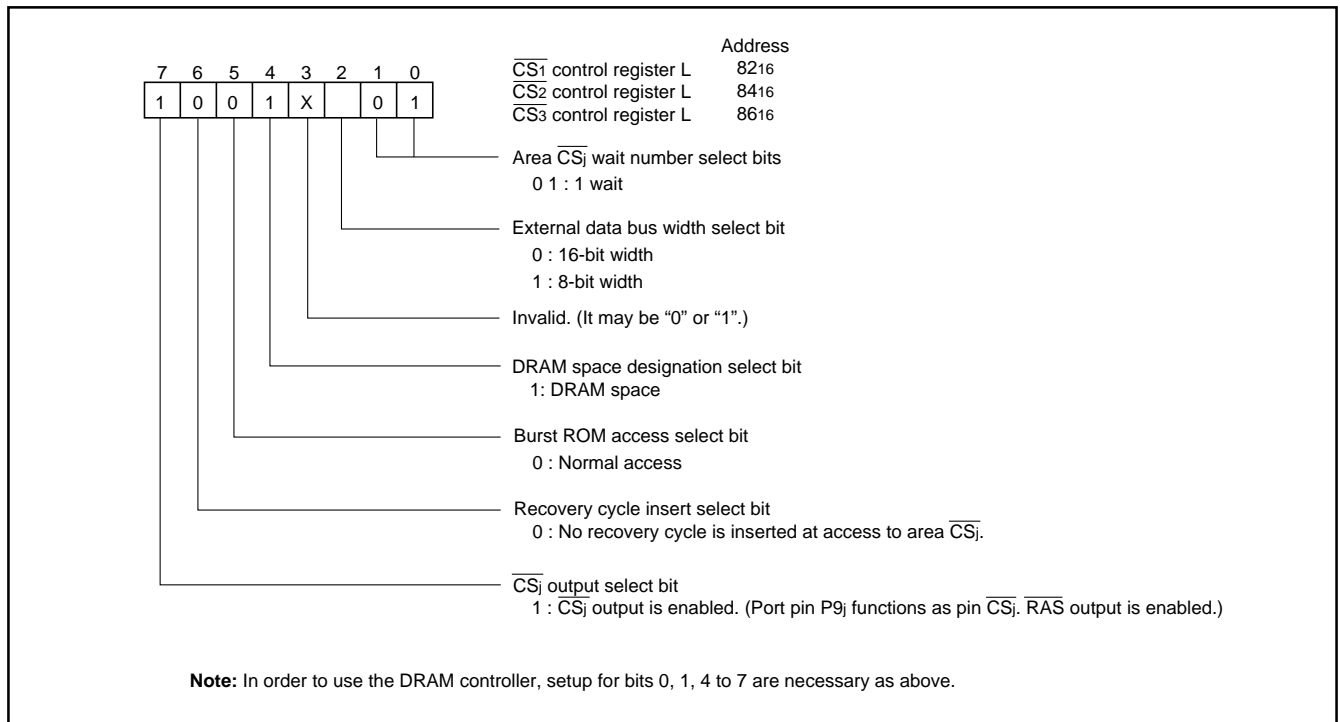 Address
7 6 5 4 3 2 1 0
1 0 0 1 X 0 1
CS1 control register L 8216
CS2 control register L 8416
CS3 control register L 8616
Area CSj wait number select bits
0 1 : 1 wait
External data bus width select bit
0 : 16-bit width
1 : 8-bit width
Invalid. (It may be “0” or “1”.)
DRAM space designation select bit
1: DRAM space
Burst ROM access select bit
0 : Normal access
Recovery cycle insert select bit
0 : No recovery cycle is inserted at access to area CSj.
CSj output select bit
1 : CSj output is enabled. (Port pin P9j functions as pin CSj. RAS output is enabled.)
Note: In order to use the DRAM controller, setup for bits 0, 1, 4 to 7 are necessary as above.